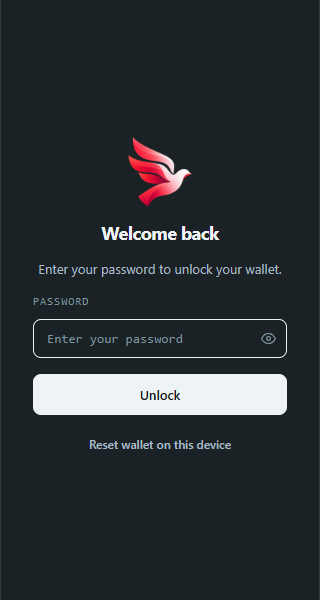 Welcome back
Enter your password to unlock your wallet.
PASSWORD
Enter your password
Unlock
Reset wallet on this device